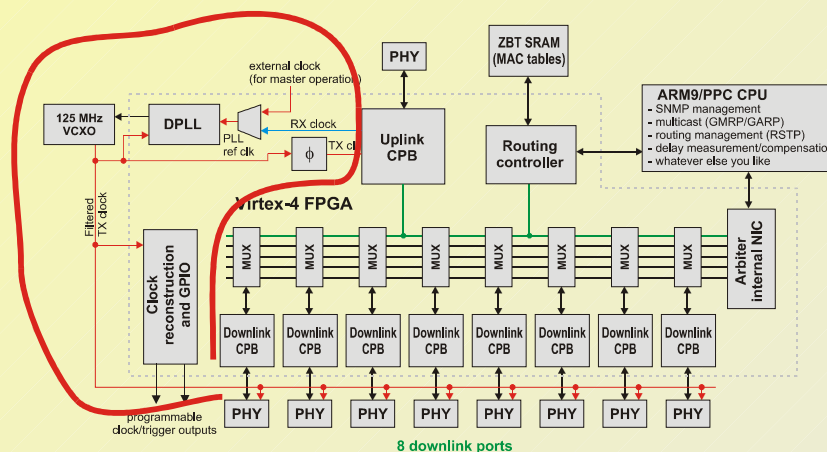 external clock
(for master operation)
PHY
ZBT SRAM
(MAC tables)
125 MHz
VCXO
DPLL
PLL
ref clk
RX clock
ϕ
TX cl
Uplink
CPB
Routing
controller
ARM9/PPC CPU
- SNMP management
- multicast (GMRP/GARP)
- routing management (RSTP)
- delay measurement/compensation
- whatever else you like
Filtered
TX clock
Virtex-4 FPGA
Clock
reconstruction
and GPIO
MUX
MUX
MUX
MUX
MUX
MUX
MUX
MUX
Arbiter
internal NIC
Downlink
CPB
Downlink
CPB
Downlink
CPB
Downlink
CPB
Downlink
CPB
Downlink
CPB
Downlink
CPB
Downlink
CPB
programmable
clock/trigger outputs
PHY
PHY
PHY
PHY
PHY
PHY
PHY
PHY
8 downlink ports